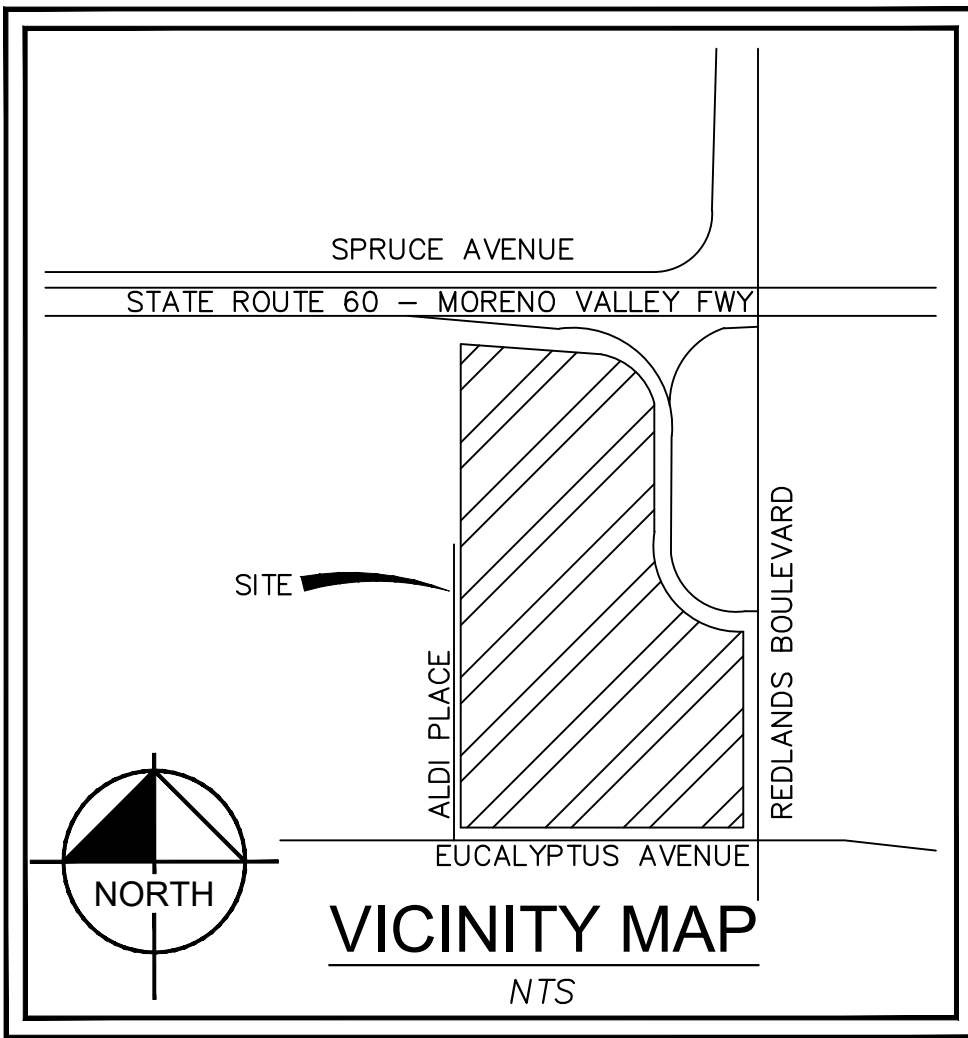 SPRUCE AVENUE
STATE ROUTE 60 – MORENO VALLEY FWY
SITE
ALDI PLACE
REDLANDS BOULEVARD
EUCALYPTUS AVENUE
NORTH
VICINITY MAP
NTS